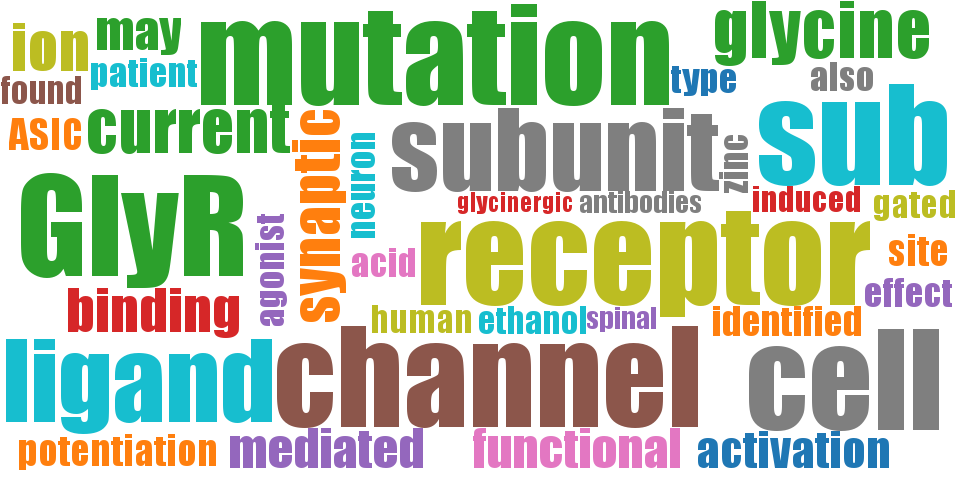 ion
may
mutation
glycine
found
patient
type
also
ASIC
current
synaptic
neuron
subunit
zinc
sub
glycinergic
antibodies
induced
gated
GlyR
agonist
acid
receptor
site
binding
effect
human
ethanol
spinal
identified
ligand
channel
cell
potentiation
mediated
functional
activation